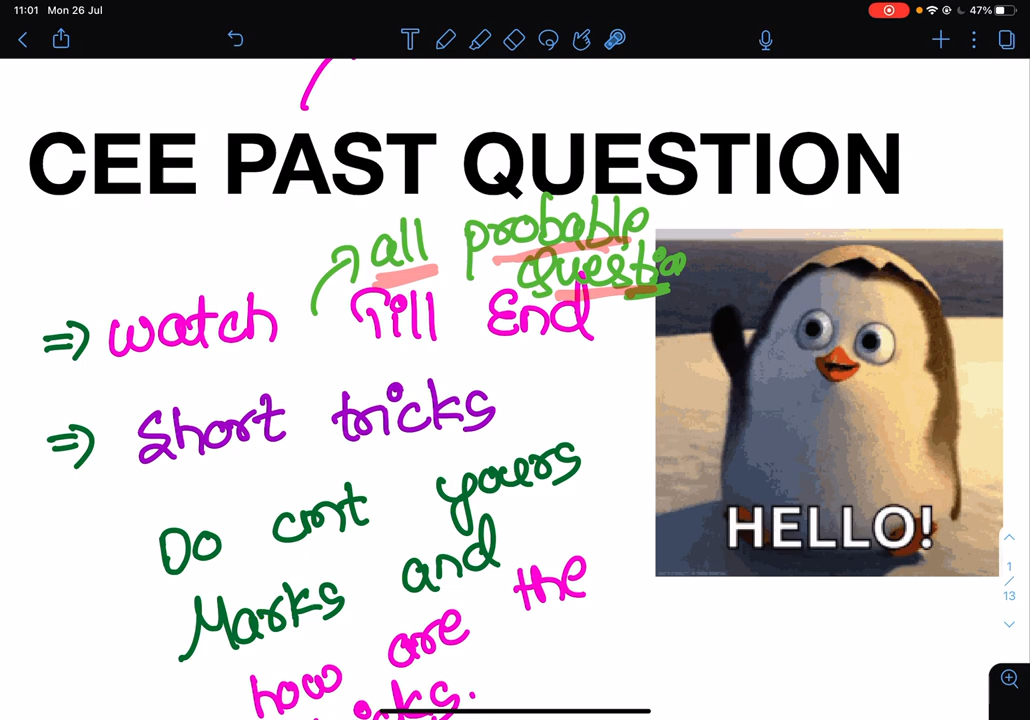 11:01 Mon 26 Jul
47%
CEE PAST QUESTION
all probable
Question
=> Watch Till End
=> Short tricks
Do cmt yours
Marks and
how are the
HELLO!
1
/
13